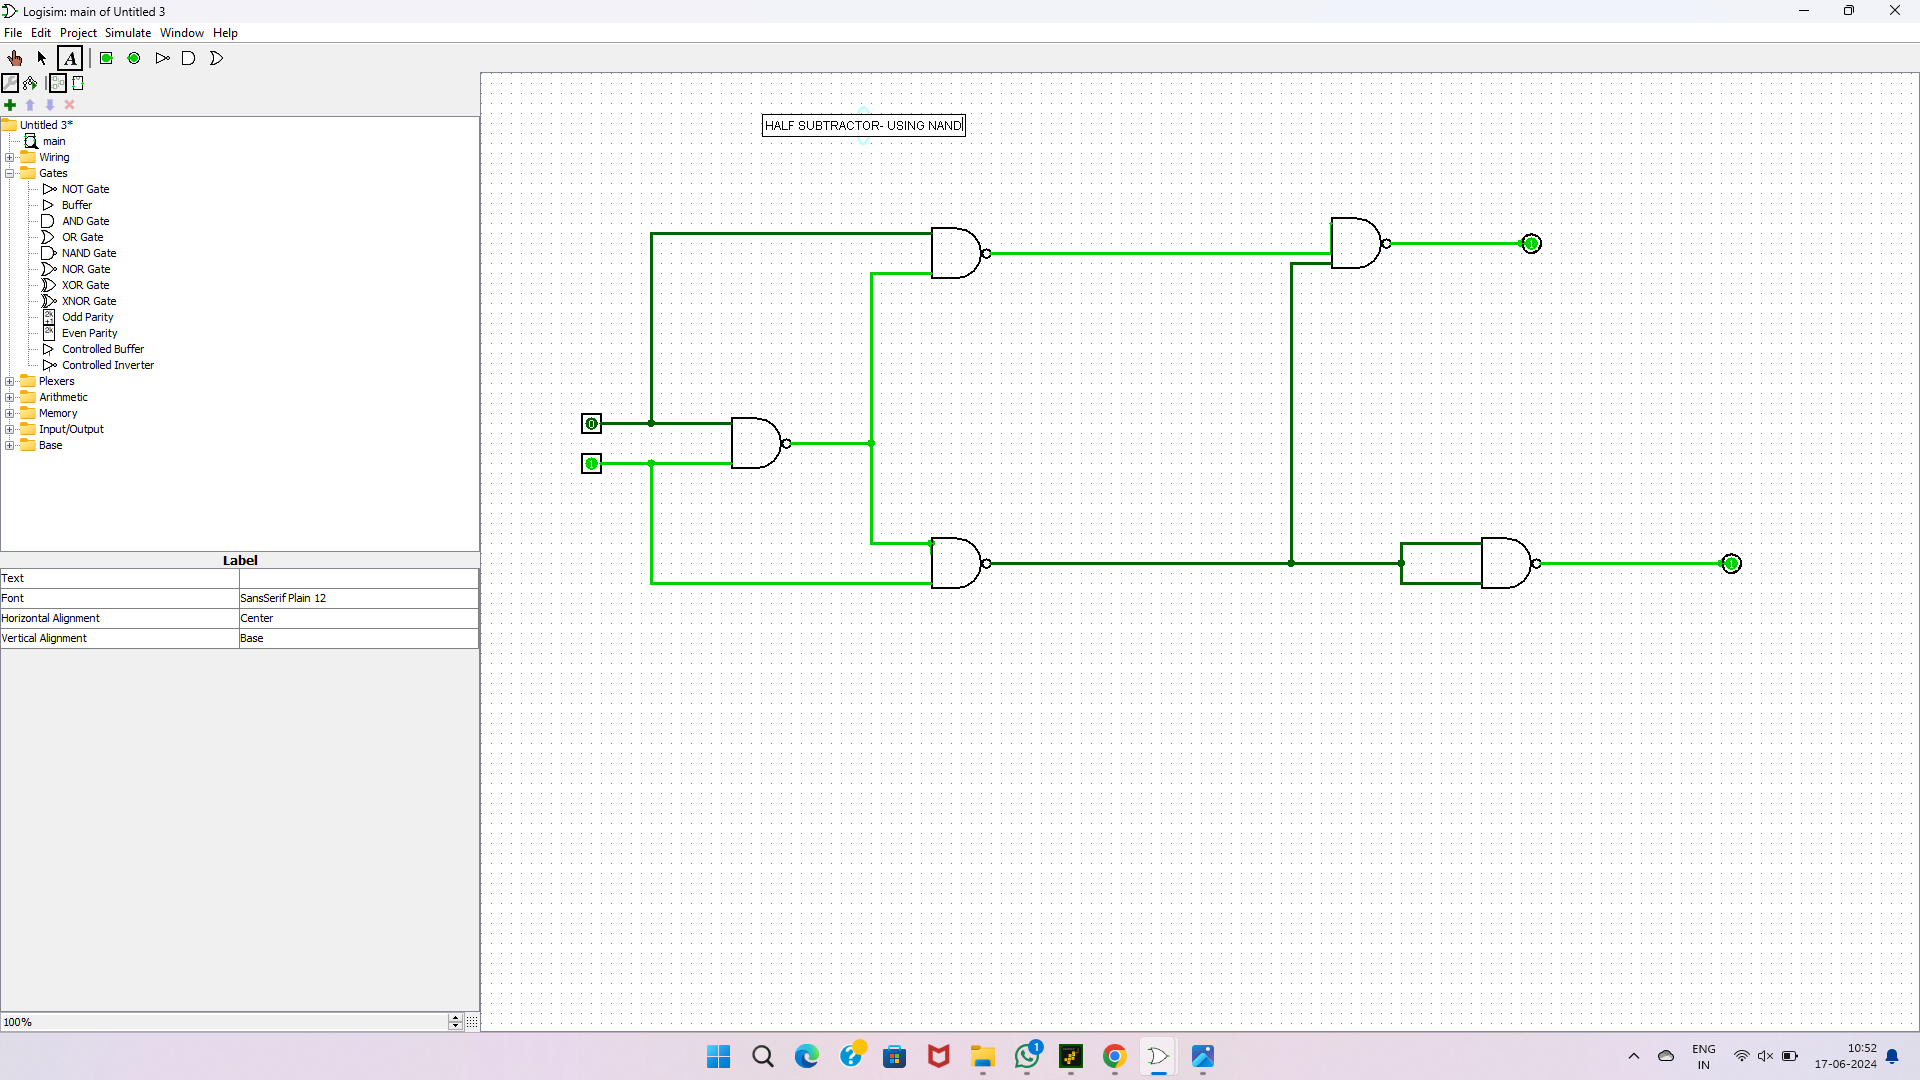 Logisim: main of Untitled 3
File Edit Project Simulate Window Help
A
Untitled 3*
main
Wiring
Gates
NOT Gate
Buffer
AND Gate
OR Gate
NAND Gate
NOR Gate
XOR Gate
XNOR Gate
Odd Parity
Even Parity
Controlled Buffer
Controlled Inverter
Plexers
Arithmetic
Memory
Input/Output
Base
Label
Text
Font SansSerif Plain 12
Horizontal Alignment Center
Vertical Alignment Base
100%
HALF SUBTRACTOR- USING NAND
1
0
1
1
1
ENG
IN
10:52
17-06-2024